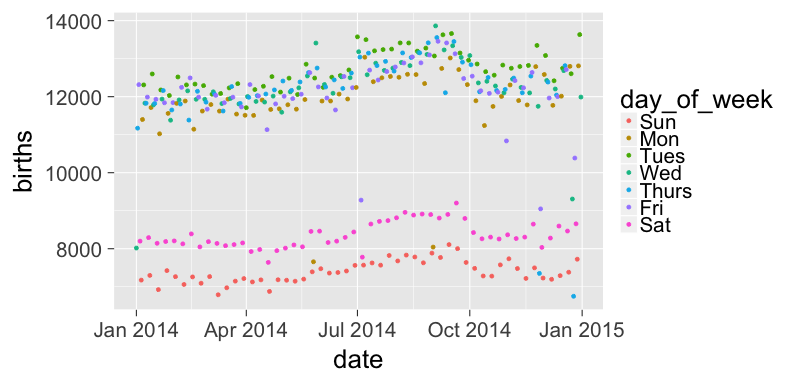 14000
12000
10000
8000
births
Jan 2014 Apr 2014 Jul 2014 Oct 2014 Jan 2015
date
day_of_week
Sun
Mon
Tues
Wed
Thurs
Fri
Sat